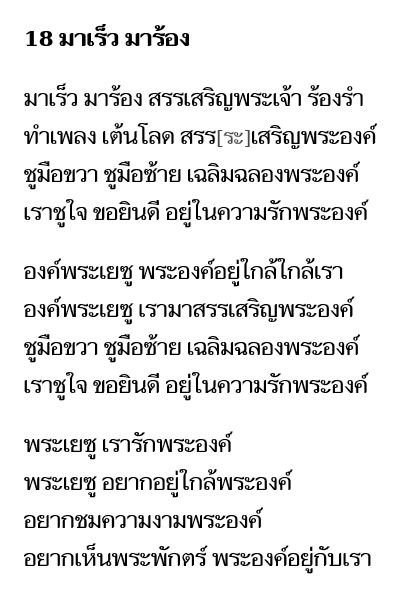 18 มาเร็ว มาร้อง
มาเร็ว มาร้อง สรรเสริญพระเจ้า ร้องรำ
ทำเพลง เต้นโลด สรร[ระ]เสริญพระองค์
ชูมือขวา ชูมือซ้าย เฉลิมฉลองพระองค์
เราชูใจ ขอยินดี อยู่ในความรักพระองค์
องค์พระเยซู พระองค์อยู่ใกล้ใกล้เรา
องค์พระเยซู เรามาสรรเสริญพระองค์
ชูมือขวา ชูมือซ้าย เฉลิมฉลองพระองค์
เราชูใจ ขอยินดี อยู่ในความรักพระองค์
พระเยซู เรารักพระองค์
พระเยซู อยากอยู่ใกล้พระองค์
อยากชมความงามพระองค์
อยากเห็นพระพักตร์ พระองค์อยู่กับเรา